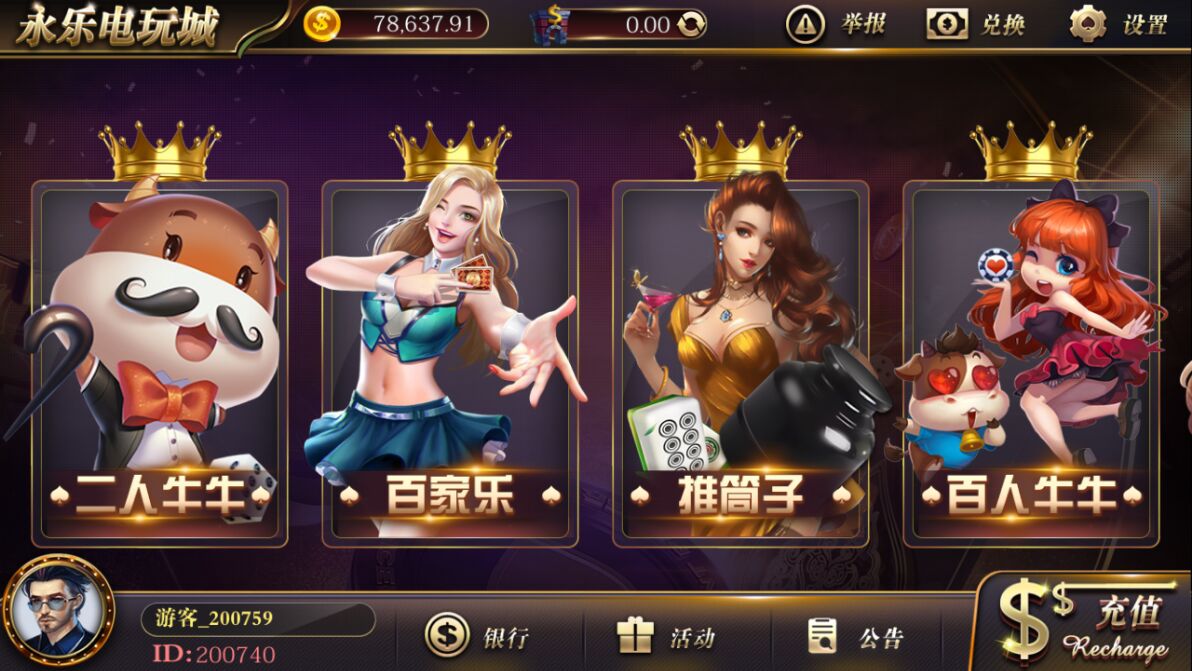 永乐电玩城
78,637.91
0.00
举报
兑换
设置
二人牛牛
百家乐
推筒子
百人牛牛
游客_200759
ID:200740
银行
活动
公告
充值
Recharge